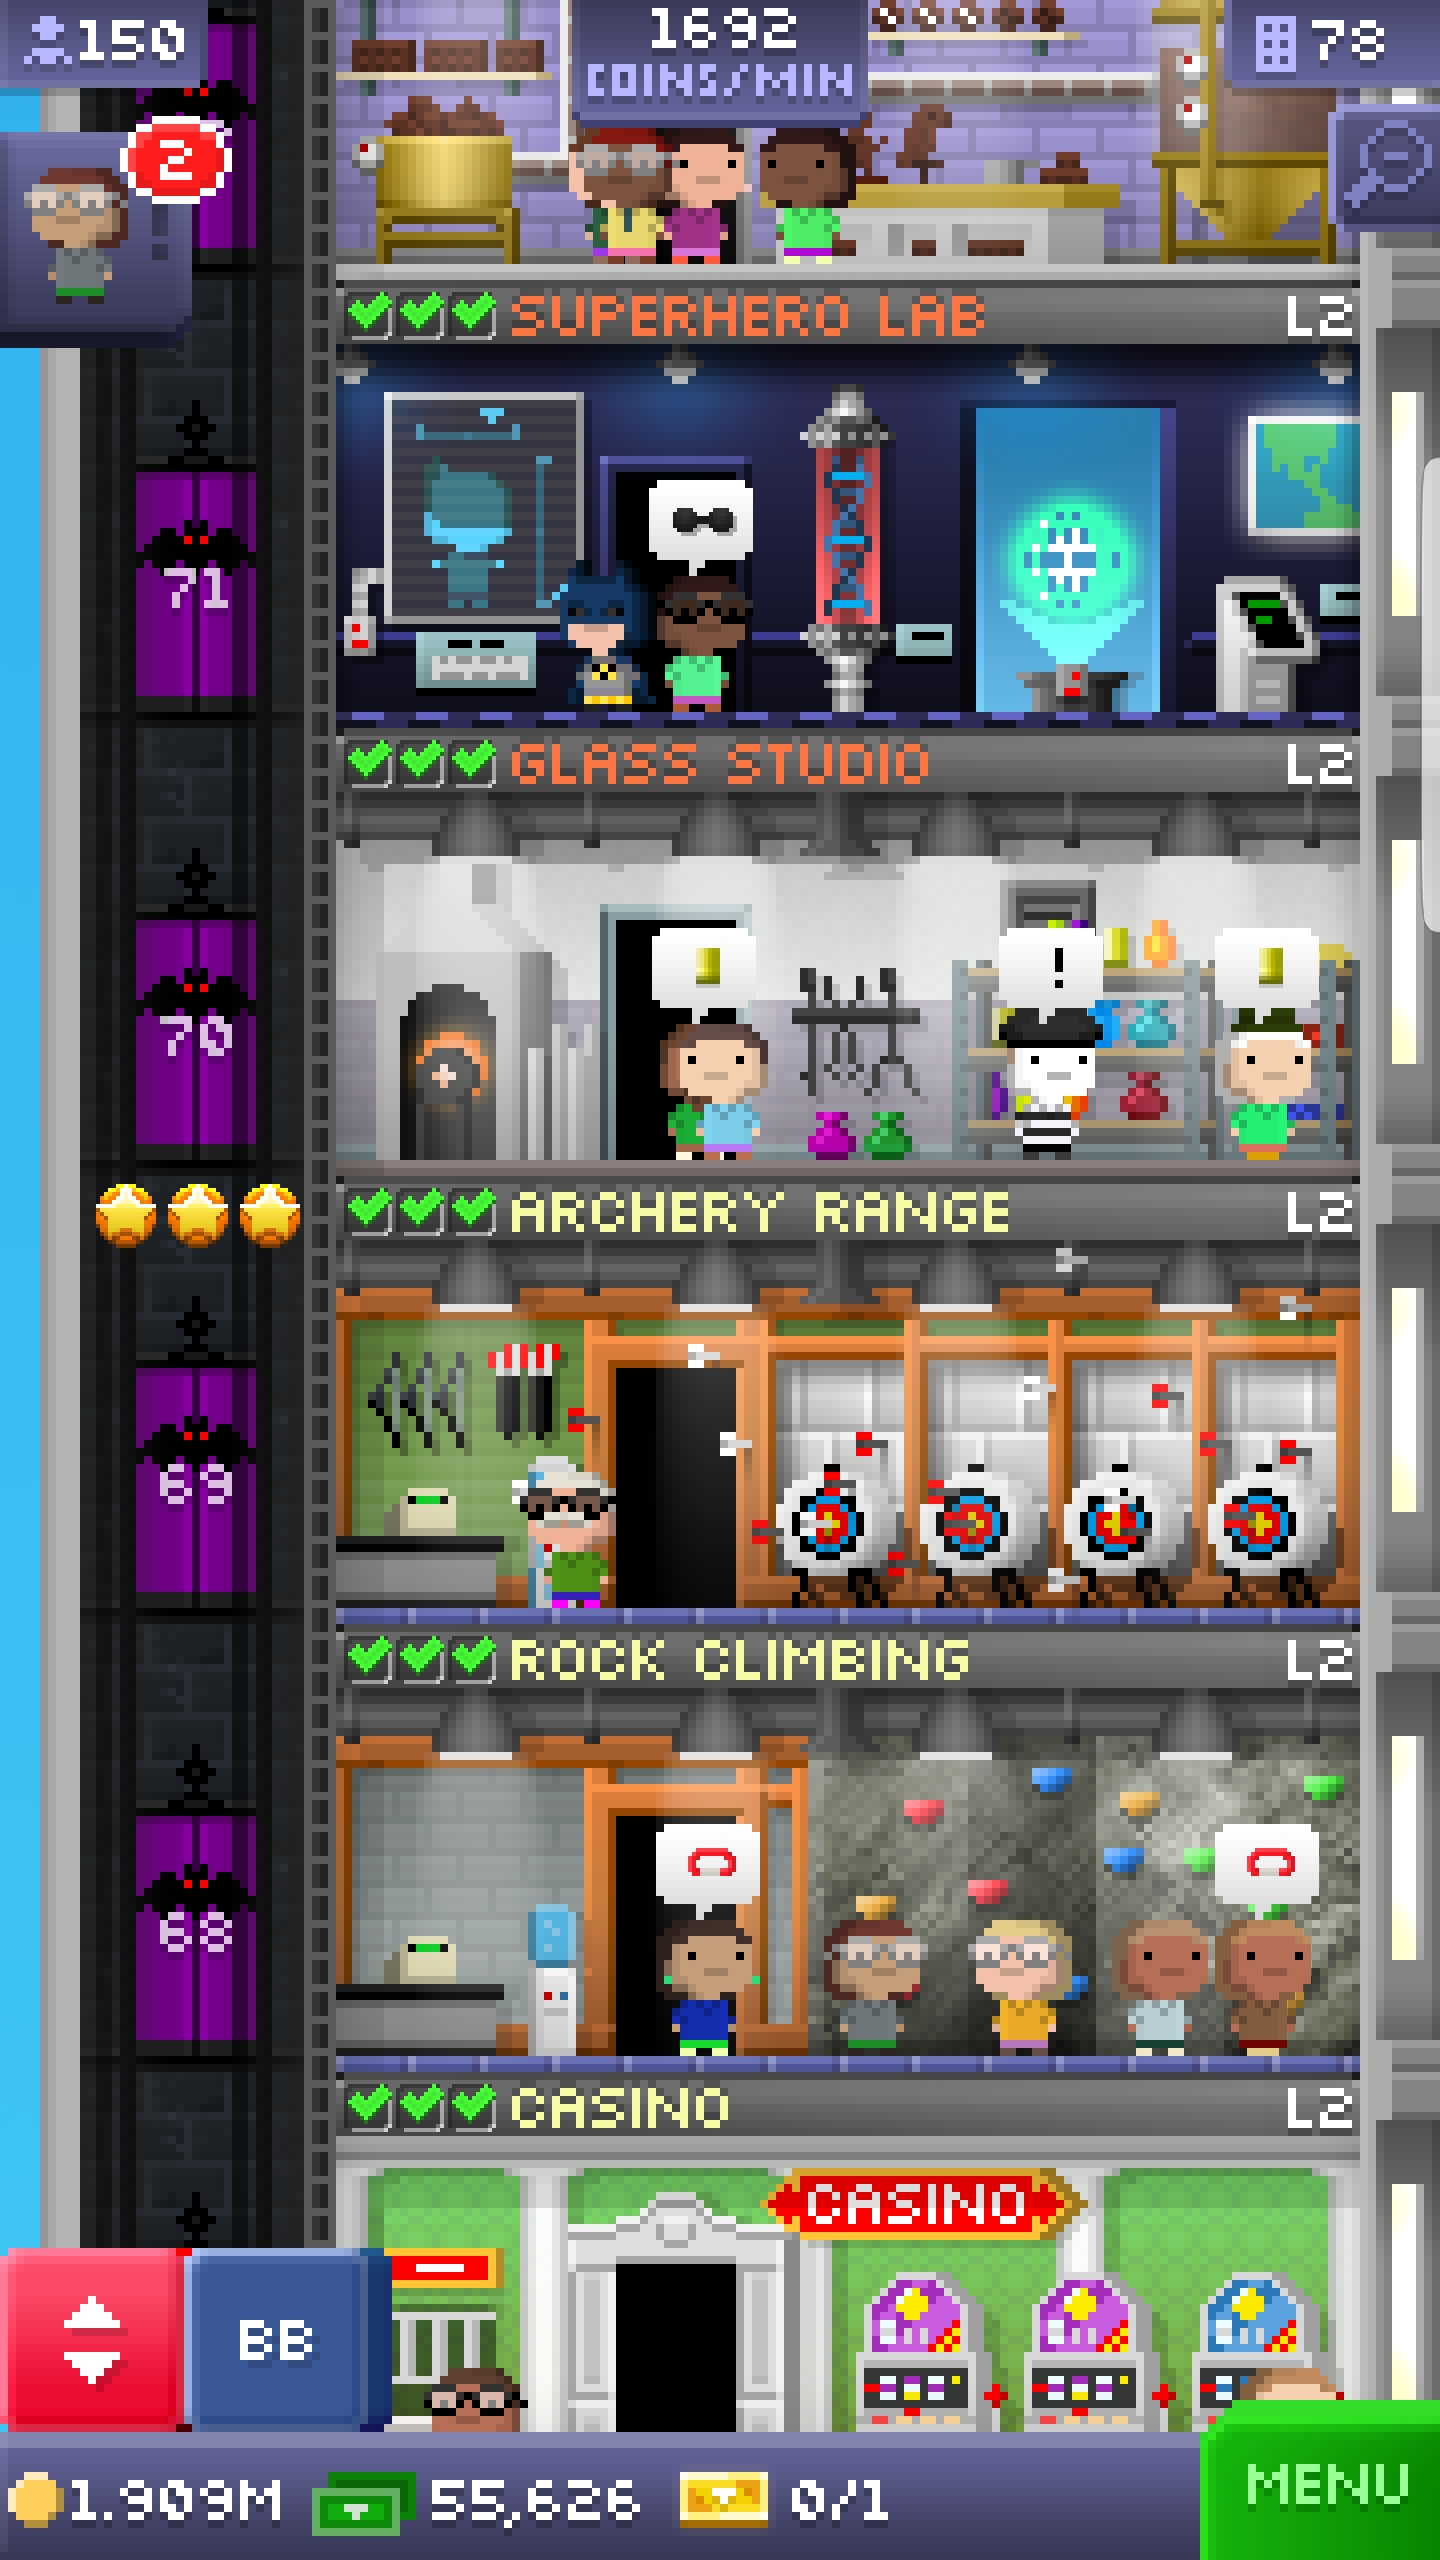 150
1692
COINS/MIN
78
2
SUPERHERO LAB L2
71
GLASS STUDIO L2
!
70
ARCHERY RANGE L2
69
ROCK CLIMBING L2
68
CASINO L2
CASINO
BB
1.909M 55,626 0/1
MENU